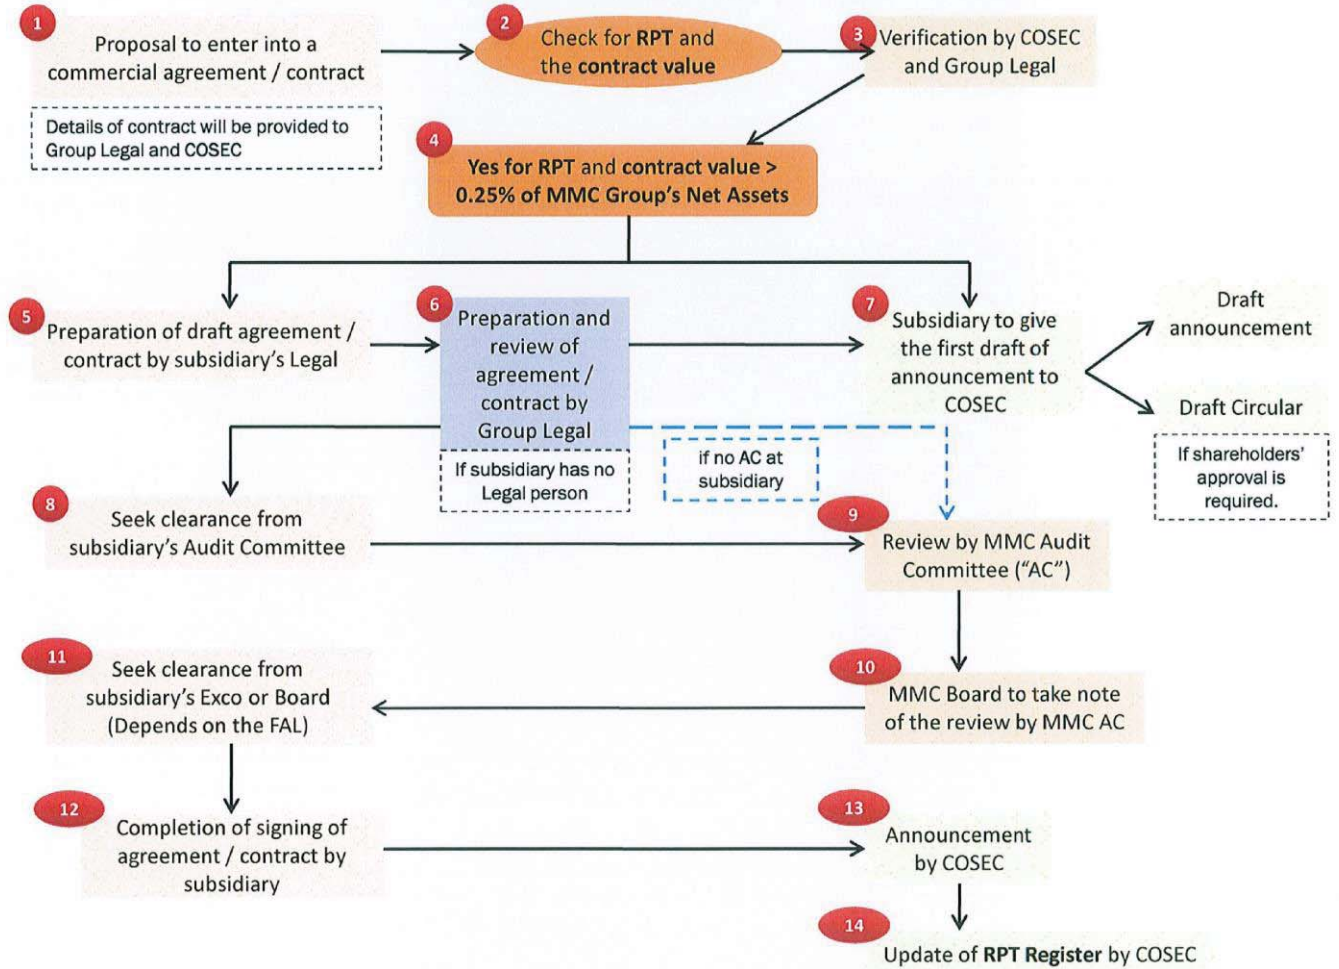 1
Proposal to enter into a
commercial agreement / contract
Details of contract will be provided to
Group Legal and COSEC
2
Check for RPT and
the contract value
3
Verification by COSEC
and Group Legal
4
Yes for RPT and contract value >
0.25% of MMC Group's Net Assets
5
Preparation of draft agreement /
contract by subsidiary's Legal
6
Preparation and
review of
agreement /
contract by
Group Legal
If subsidiary has no
Legal person
7
Subsidiary to give
the first draft of
announcement to
COSEC
Draft
announcement
Draft Circular
If shareholders'
approval is
required.
if no AC at
subsidiary
8
Seek clearance from
subsidiary's Audit Committee
9
Review by MMC Audit
Committee ("AC")
10
MMC Board to take note
of the review by MMC AC
11
Seek clearance from
subsidiary's Exco or Board
(Depends on the FAL)
12
Completion of signing of
agreement / contract by
subsidiary
13
Announcement
by COSEC
14
Update of RPT Register by COSEC